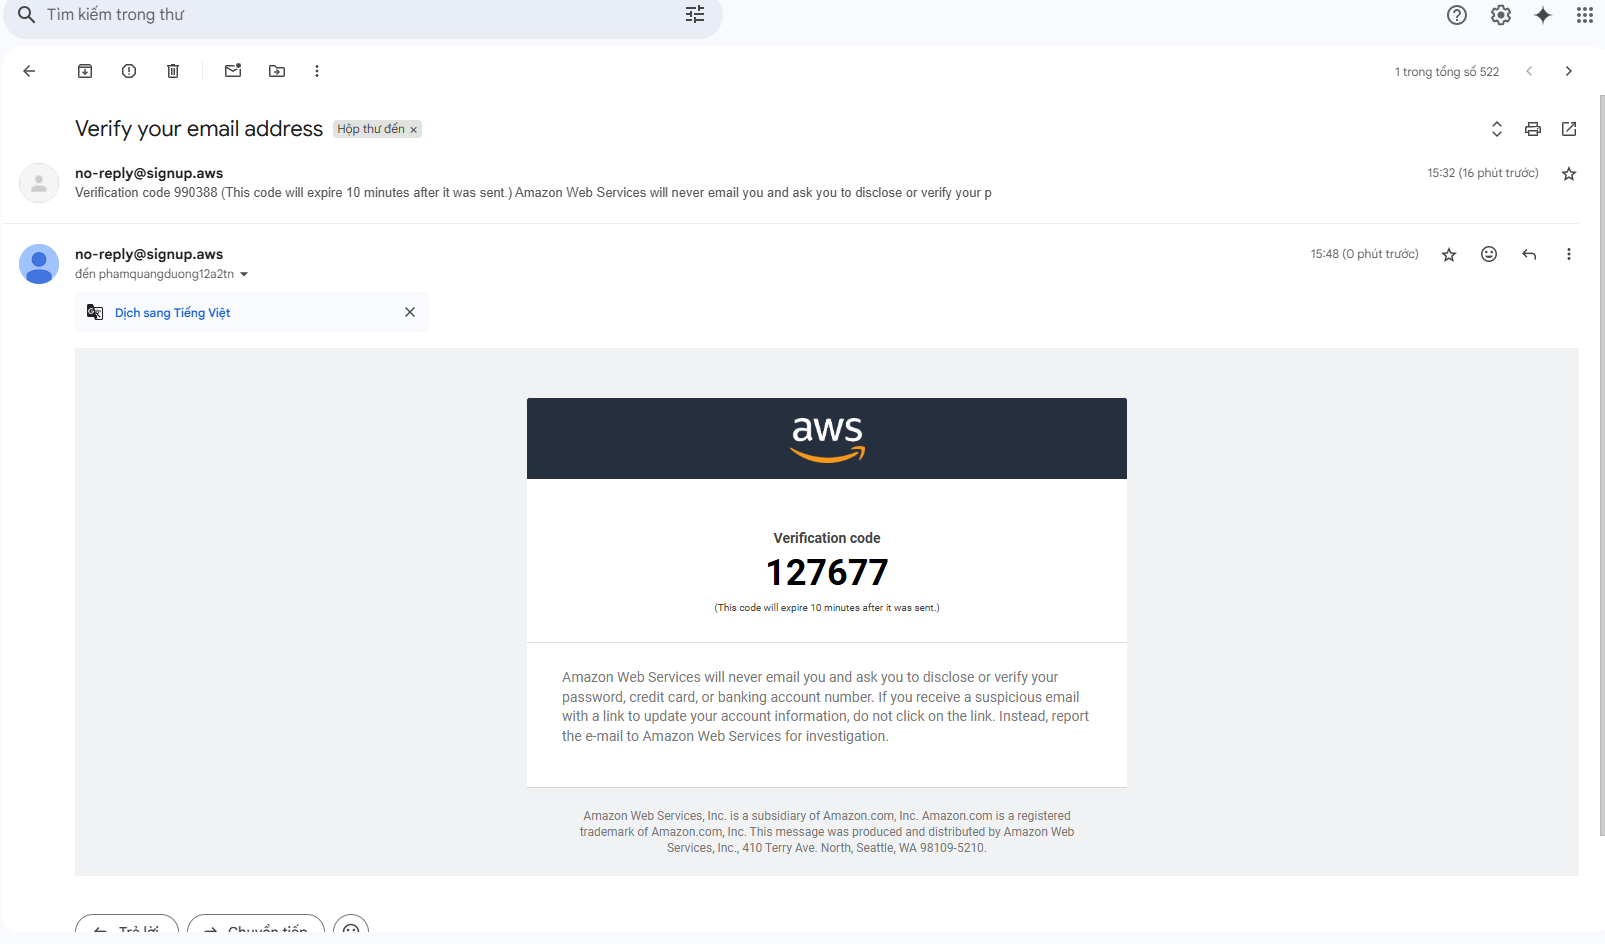 Tìm kiếm trong thư
1 trong tổng số 522
Verify your email address
Hộp thư đến ×
no-reply@signup.aws
15:32 (16 phút trước)
Verification code 990388 (This code will expire 10 minutes after it was sent.) Amazon Web Services will never email you and ask you to disclose or verify your p
no-reply@signup.aws
15:48 (0 phút trước)
đến phamquangduong12a2tn
Dịch sang Tiếng Việt
aws
Verification code
127677
(This code will expire 10 minutes after it was sent.)
Amazon Web Services will never email you and ask you to disclose or verify your
password, credit card, or banking account number. If you receive a suspicious email
with a link to update your account information, do not click on the link. Instead, report
the e-mail to Amazon Web Services for investigation.
Amazon Web Services, Inc. is a subsidiary of Amazon.com, Inc. Amazon.com is a registered
trademark of Amazon.com, Inc. This message was produced and distributed by Amazon Web
Services, Inc., 410 Terry Ave. North, Seattle, WA 98109-5210.
Trả lời
Chuyển tiếp